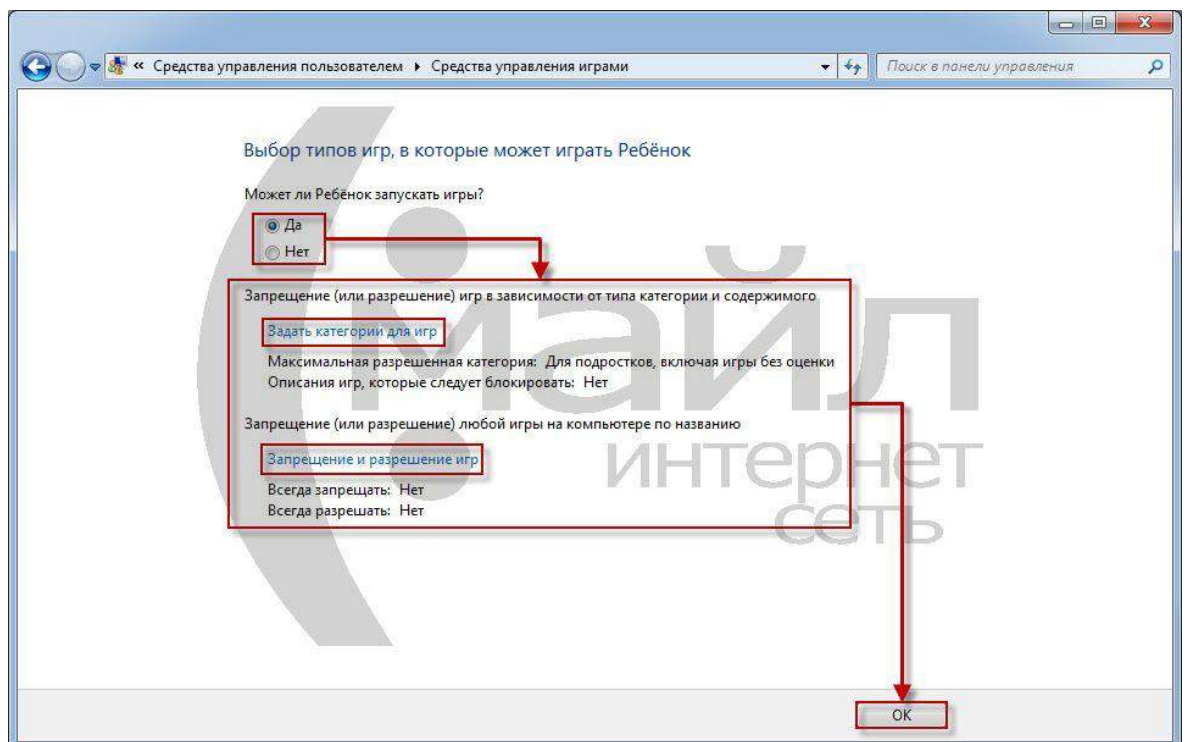 « Средства управления пользователем ▸ Средства управления играми
Поиск в панели управления
Выбор типов игр, в которые может играть Ребёнок
Может ли Ребёнок запускать игры?
Да
Нет
Запрещение (или разрешение) игр в зависимости от типа категории и содержимого
Задать категории для игр
Максимальная разрешенная категория: Для подростков, включая игры без оценки
Описания игр, которые следует блокировать: Нет
Запрещение (или разрешение) любой игры на компьютере по названию
Запрещение и разрешение игр
Всегда запрещать: Нет
Всегда разрешать: Нет
майл
интернет
сеть
ОК